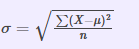 σ = √(∑(X−μ)²/n)